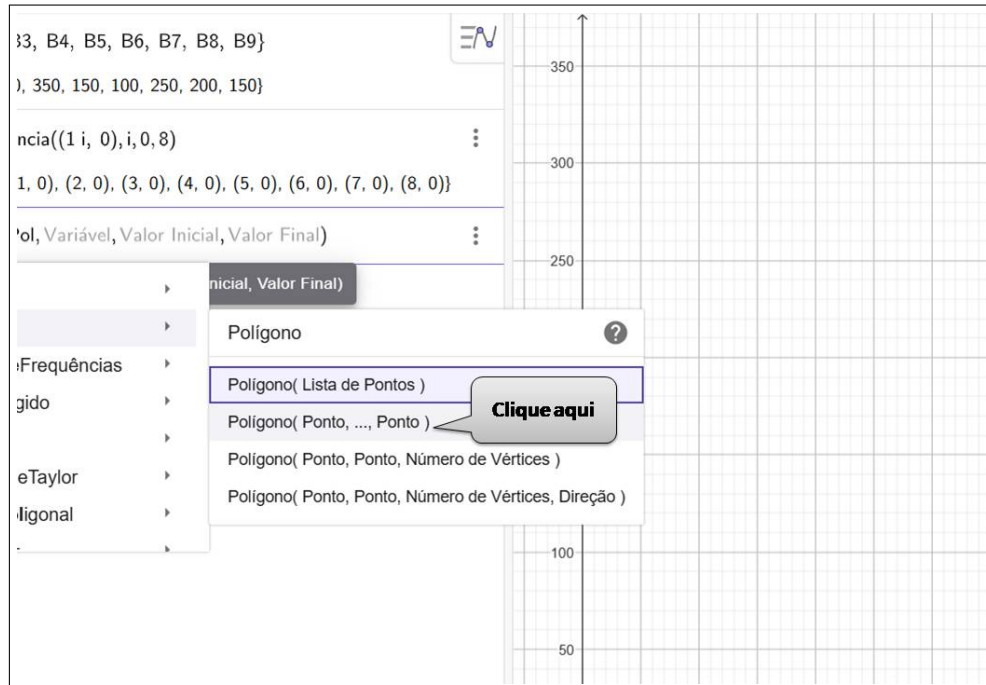 33, B4, B5, B6, B7, B8, B9}
), 350, 150, 100, 250, 200, 150}
ncia((1 i, 0), i, 0, 8)
1, 0), (2, 0), (3, 0), (4, 0), (5, 0), (6, 0), (7, 0), (8, 0)}
Pol, Variável, Valor Inicial, Valor Final)
nicial, Valor Final)
Polígono
eFrequências
gido
eTaylor
ligonal
Polígono( Lista de Pontos )
Polígono( Ponto, ..., Ponto )
Polígono( Ponto, Ponto, Número de Vértices )
Polígono( Ponto, Ponto, Número de Vértices, Direção )
Clique aqui
350
300
250
100
50